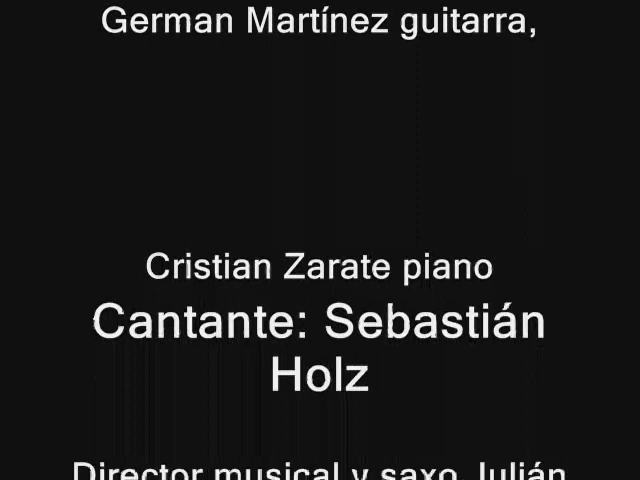 German Martínez guitarra,
Cristian Zarate piano
Cantante: Sebastián
Holz
Director musical y saxo Julián